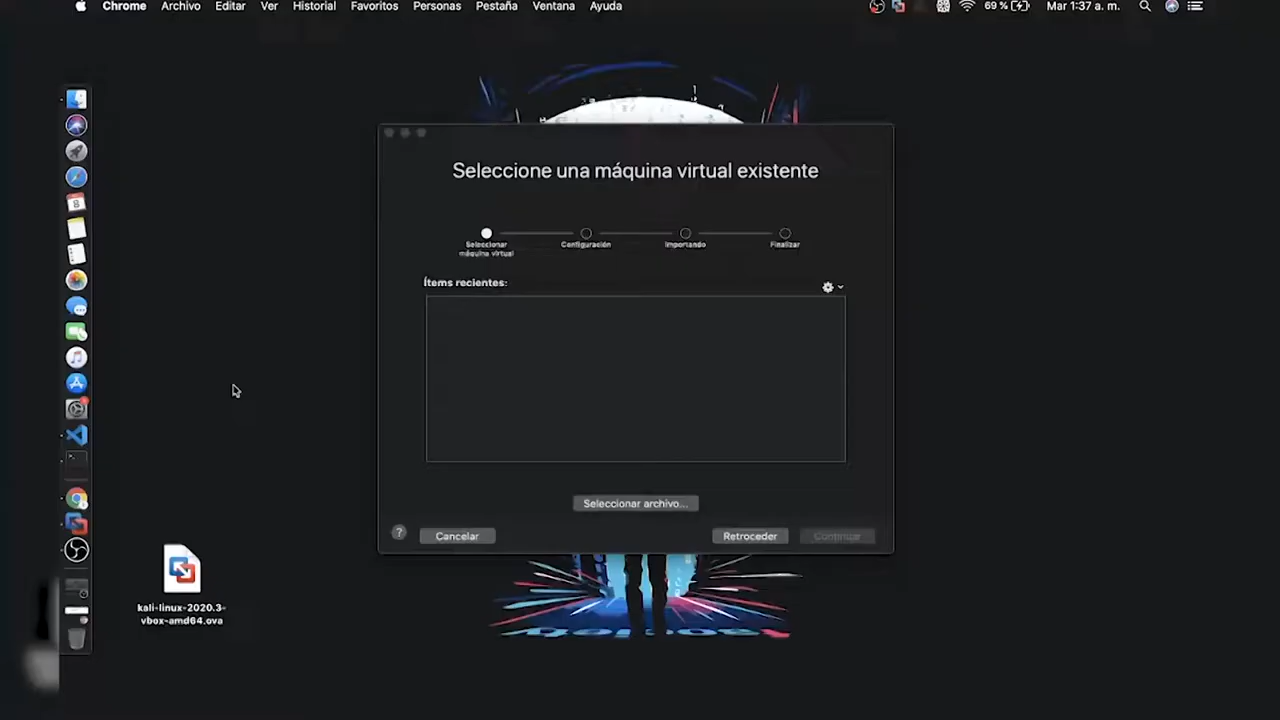 Chrome Archivo Editar Ver Historial Favoritos Personas Pestaña Ventana Ayuda 69 % Mar 1:37 a. m.
Seleccione una máquina virtual existente
Seleccionar máquina virtual
Configuración
Importando
Finalizar
Ítems recientes:
8
Seleccionar archivo...
?
Cancelar
Retroceder
Continuar
kali-linux-2020.3-
vbox-amd64.ova